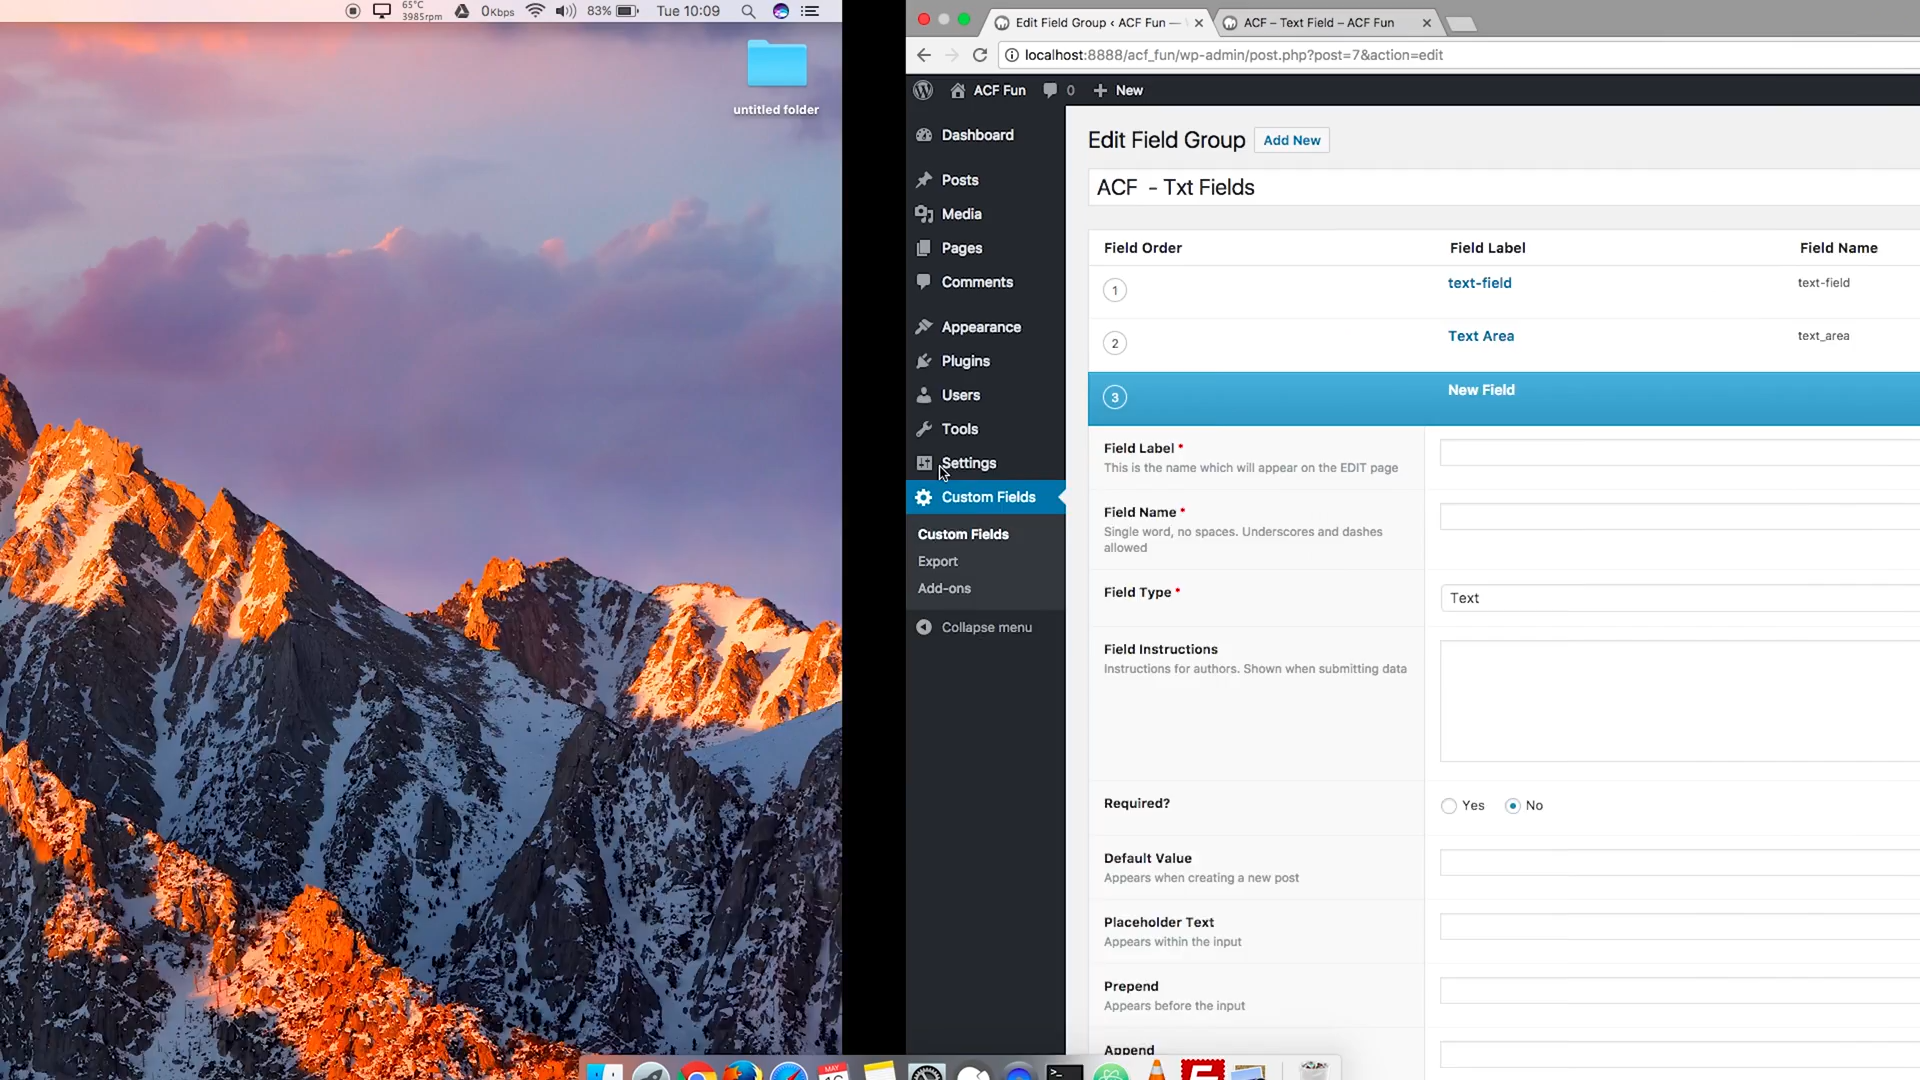 65°C
3985rpm
0Kbps
83%
Tue 10:09
untitled folder
Edit Field Group ‹ ACF Fun —
ACF – Text Field – ACF Fun
localhost:8888/acf_fun/wp-admin/post.php?post=7&action=edit
ACF Fun
0
New
Dashboard
Posts
Media
Pages
Comments
Appearance
Plugins
Users
Tools
Settings
Custom Fields
Custom Fields
Export
Add-ons
Collapse menu
Edit Field Group
Add New
ACF - Txt Fields
Field Order Field Label Field Name
1 text-field text-field
2 Text Area text_area
3 New Field
Field Label *
This is the name which will appear on the EDIT page
Field Name *
Single word, no spaces. Underscores and dashes
allowed
Field Type *
Text
Field Instructions
Instructions for authors. Shown when submitting data
Required?
Yes No
Default Value
Appears when creating a new post
Placeholder Text
Appears within the input
Prepend
Appears before the input
Append
MAY